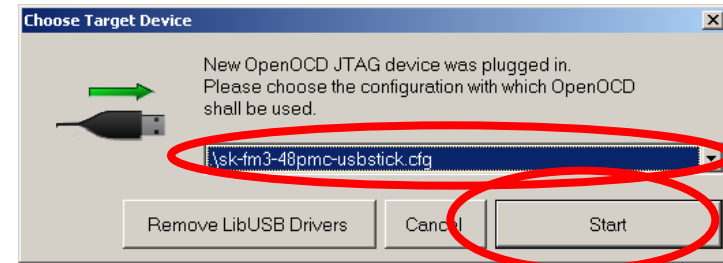 Choose Target Device
New OpenOCD JTAG device was plugged in.
Please choose the configuration with which OpenOCD
shall be used.
.\sk-fm3-48pmc-usbstick.cfg
Remove LibUSB Drivers Cancel Start